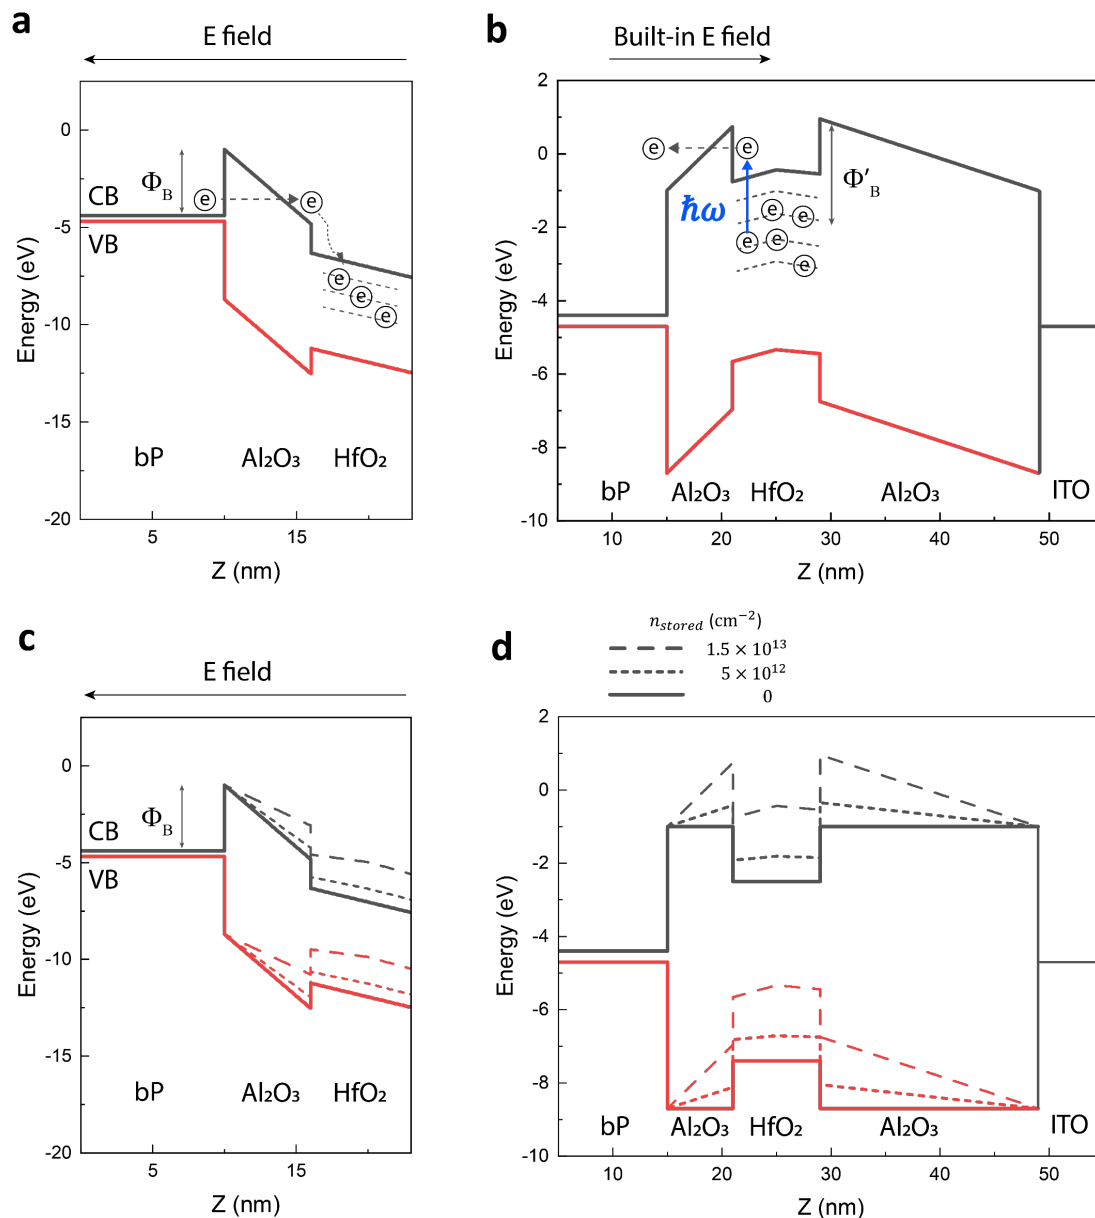 a
E field
0
-5
-10
-15
-20
Energy (eV)
CB
VB
Φ_B
e
e
e
e
e
bP
Al₂O₃
HfO₂
5
15
Z (nm)
b
Built-in E field
2
0
-2
-4
-6
-8
-10
Energy (eV)
e
e
ħω
Φ′_B
e
e
e
e
e
bP
Al₂O₃
HfO₂
Al₂O₃
ITO
10
20
30
40
50
Z (nm)
c
E field
0
-5
-10
-15
-20
Energy (eV)
CB
VB
Φ_B
bP
Al₂O₃
HfO₂
5
15
Z (nm)
d
n_stored (cm⁻²)
1.5 × 10¹³
5 × 10¹²
0
2
0
-2
-4
-6
-8
-10
Energy (eV)
bP
Al₂O₃
HfO₂
Al₂O₃
ITO
10
20
30
40
50
Z (nm)